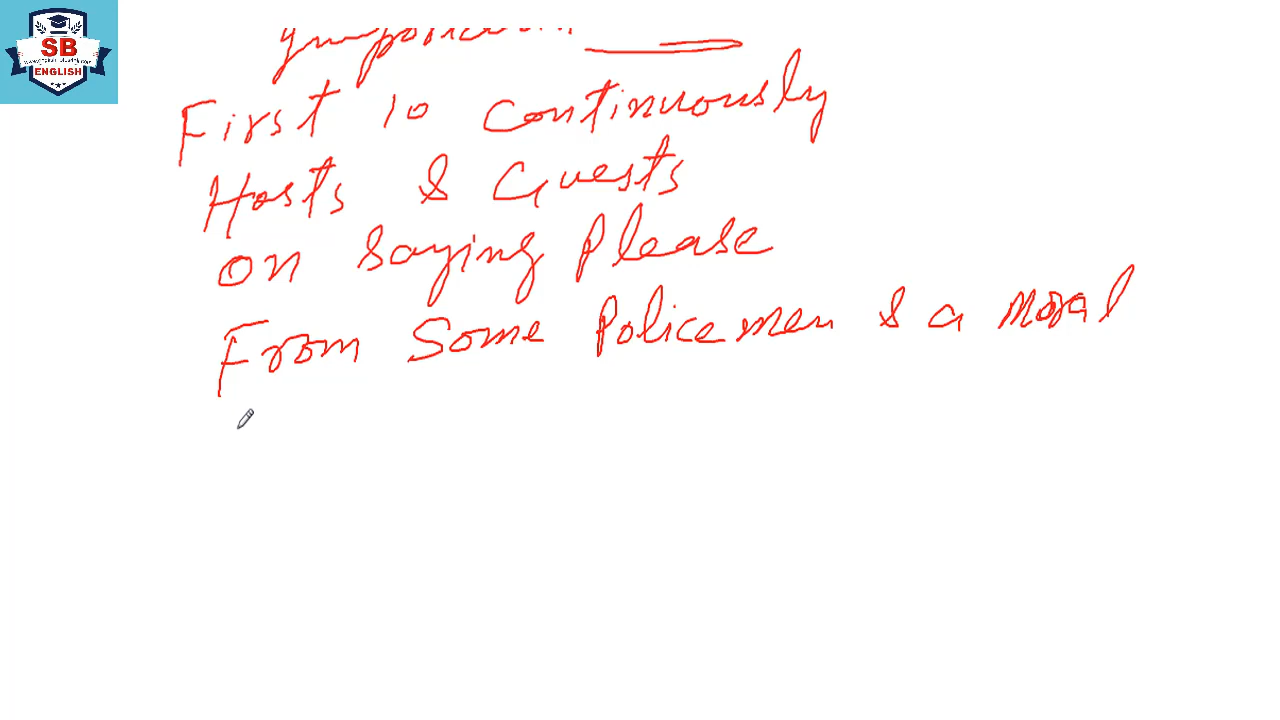 SB
ENGLISH
First 10 continuously
Hosts & Guests
On Saying Please
From Some Policemen & a Moral